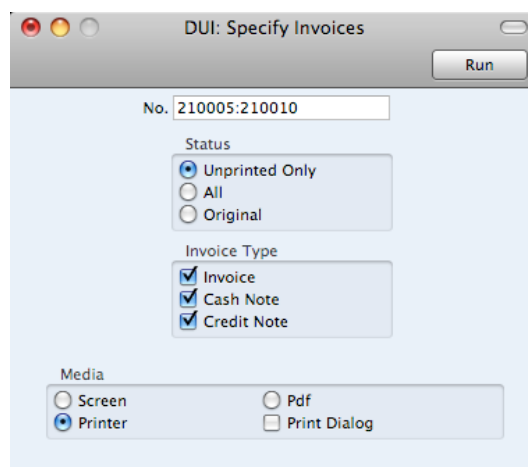 DUI: Specify Invoices
Run
No. 210005:210010
Status
Unprinted Only
All
Original
Invoice Type
Invoice
Cash Note
Credit Note
Media
Screen Pdf
Printer Print Dialog